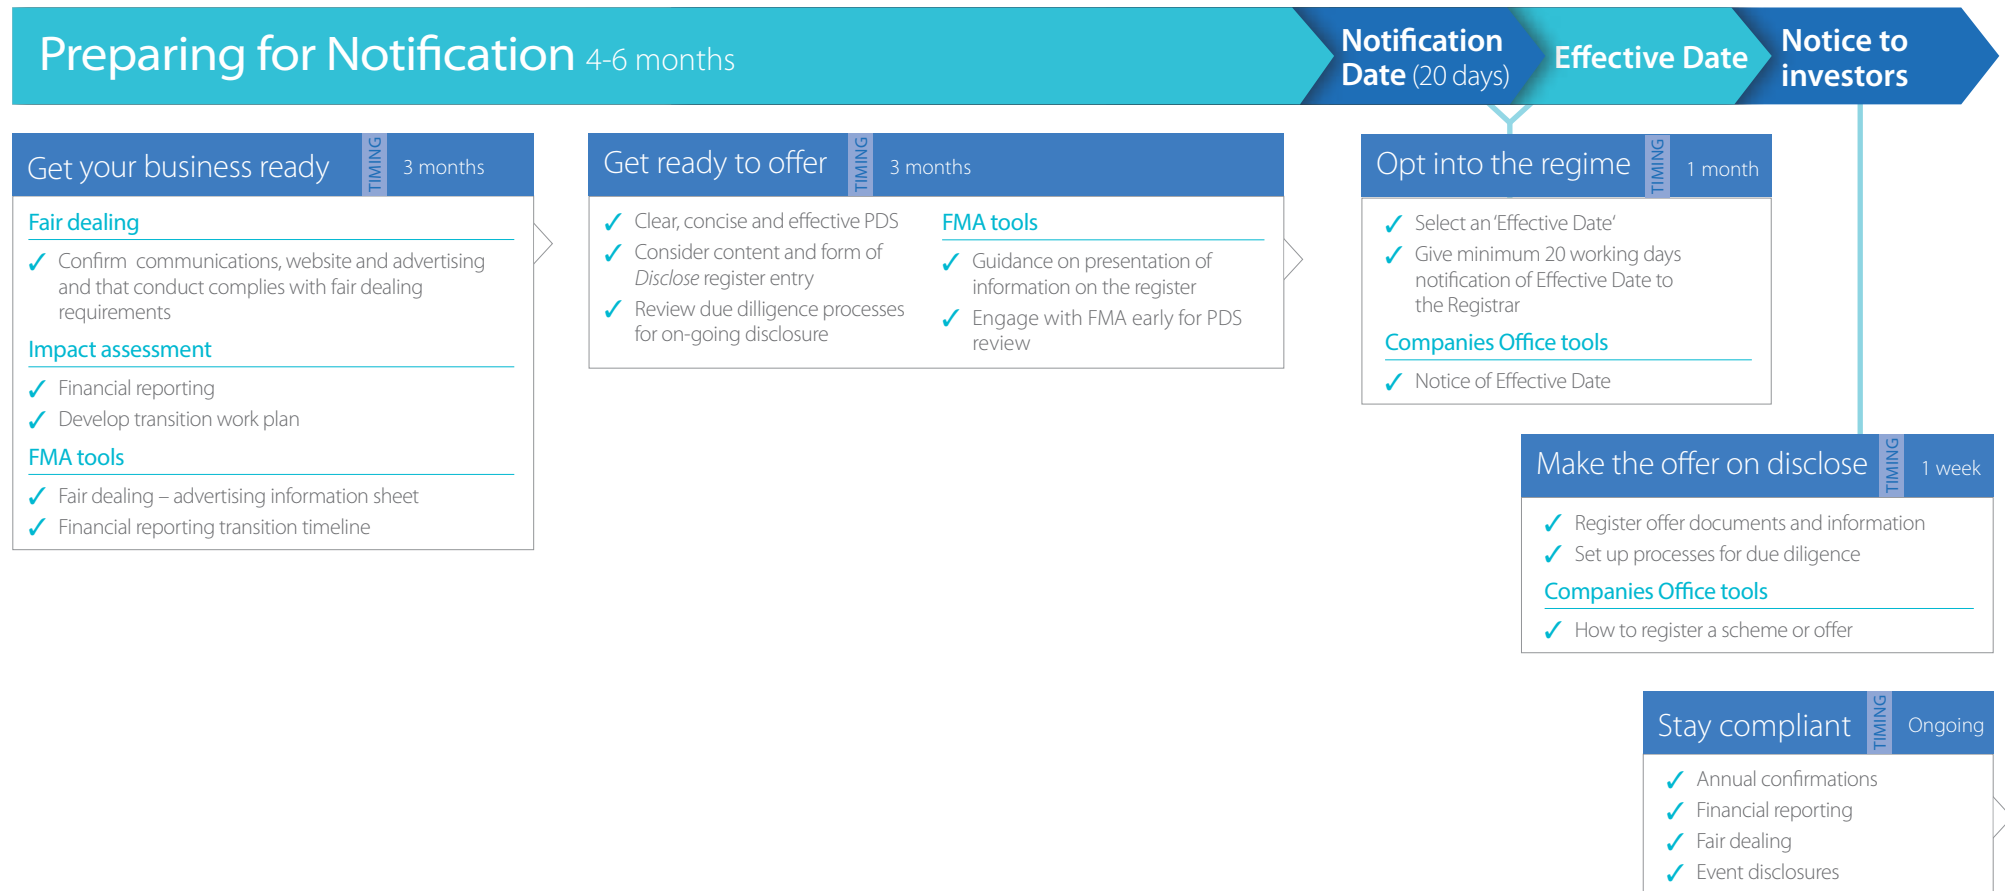 Preparing for Notification 4-6 months
Notification
Date (20 days)
Effective Date
Notice to
investors
Get your business ready
TIMING
3 months
Fair dealing
✓ Confirm communications, website and advertising
and that conduct complies with fair dealing
requirements
Impact assessment
✓ Financial reporting
✓ Develop transition work plan
FMA tools
✓ Fair dealing – advertising information sheet
✓ Financial reporting transition timeline
Get ready to offer
TIMING
3 months
✓ Clear, concise and effective PDS
✓ Consider content and form of
Disclose register entry
✓ Review due dilligence processes
for on-going disclosure
FMA tools
✓ Guidance on presentation of
information on the register
✓ Engage with FMA early for PDS
review
Opt into the regime
TIMING
1 month
✓ Select an ‘Effective Date‘
✓ Give minimum 20 working days
notification of Effective Date to
the Registrar
Companies Office tools
✓ Notice of Effective Date
Make the offer on disclose
TIMING
1 week
✓ Register offer documents and information
✓ Set up processes for due diligence
Companies Office tools
✓ How to register a scheme or offer
Stay compliant
TIMING
Ongoing
✓ Annual confirmations
✓ Financial reporting
✓ Fair dealing
✓ Event disclosures